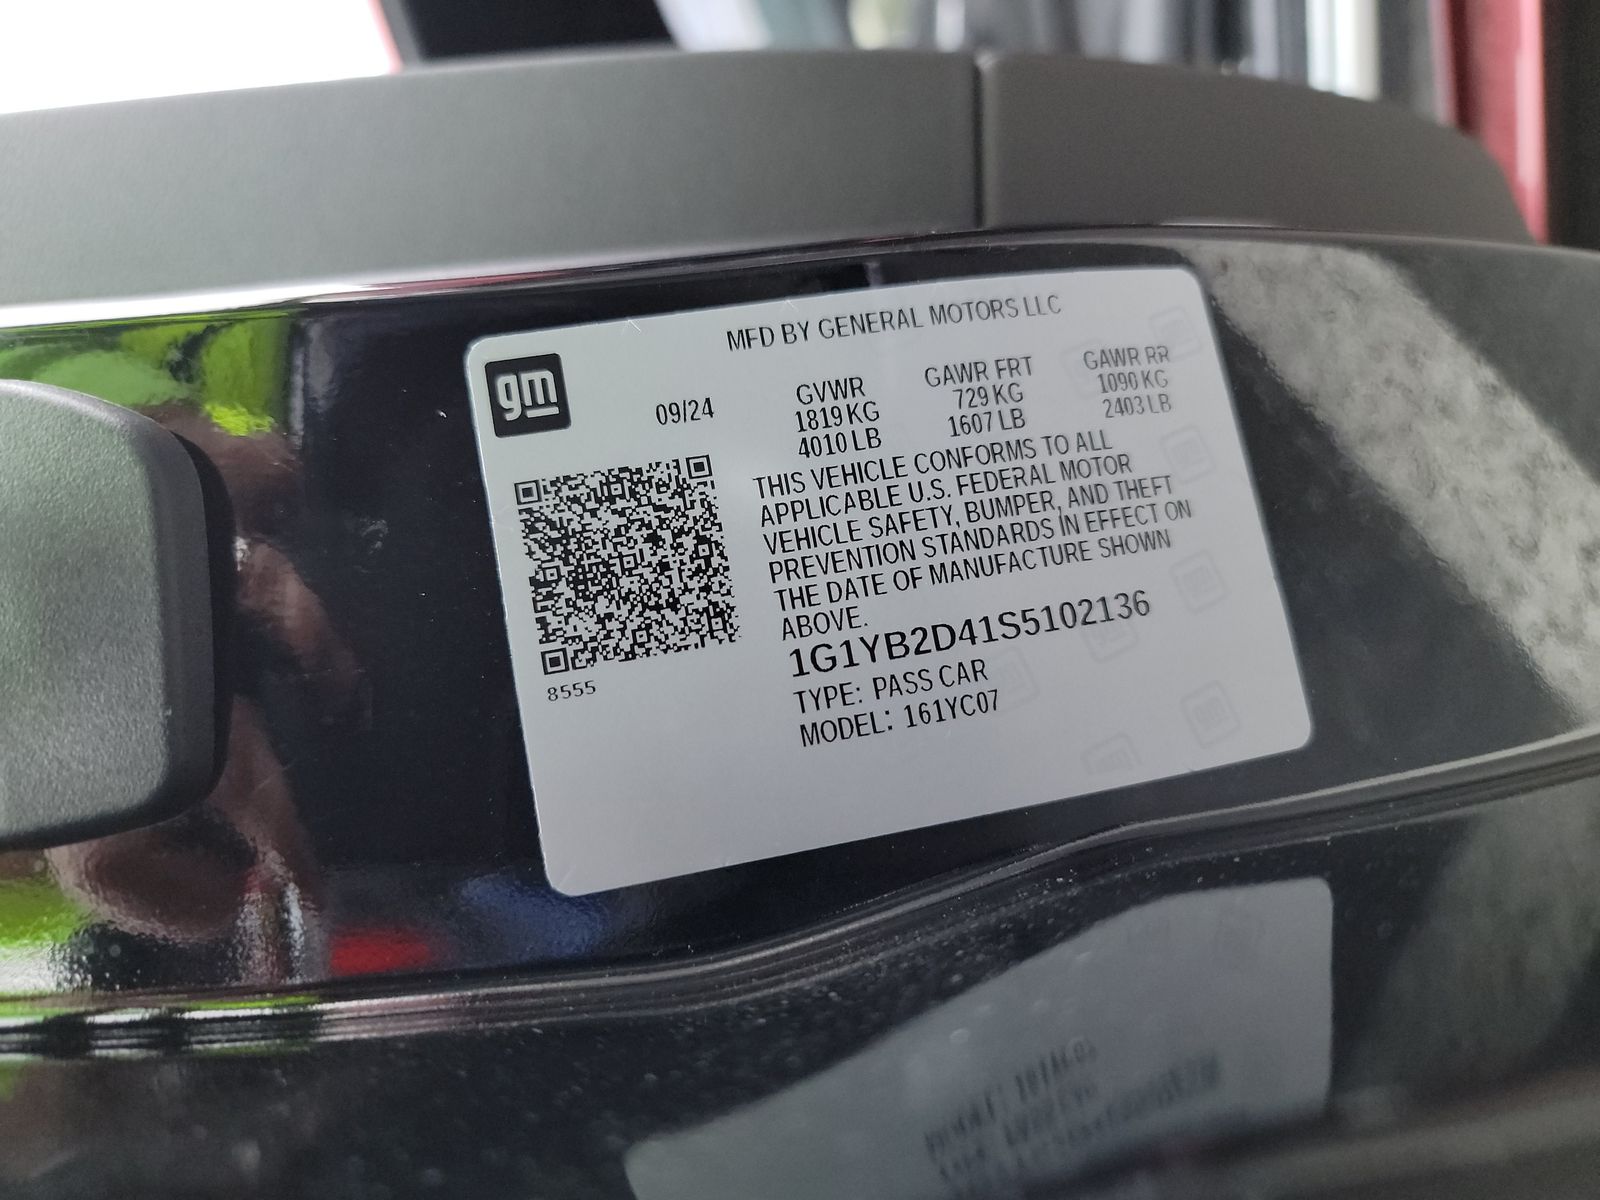 MFD BY GENERAL MOTORS LLC
gm
09/24
GVWR
1819 KG
4010 LB
GAWR FRT
729 KG
1607 LB
GAWR RR
1090 KG
2403 LB
THIS VEHICLE CONFORMS TO ALL
APPLICABLE U.S. FEDERAL MOTOR
VEHICLE SAFETY, BUMPER, AND THEFT
PREVENTION STANDARDS IN EFFECT ON
THE DATE OF MANUFACTURE SHOWN
ABOVE.
1G1YB2D41S5102136
TYPE: PASS CAR
MODEL: 161YC07
8555